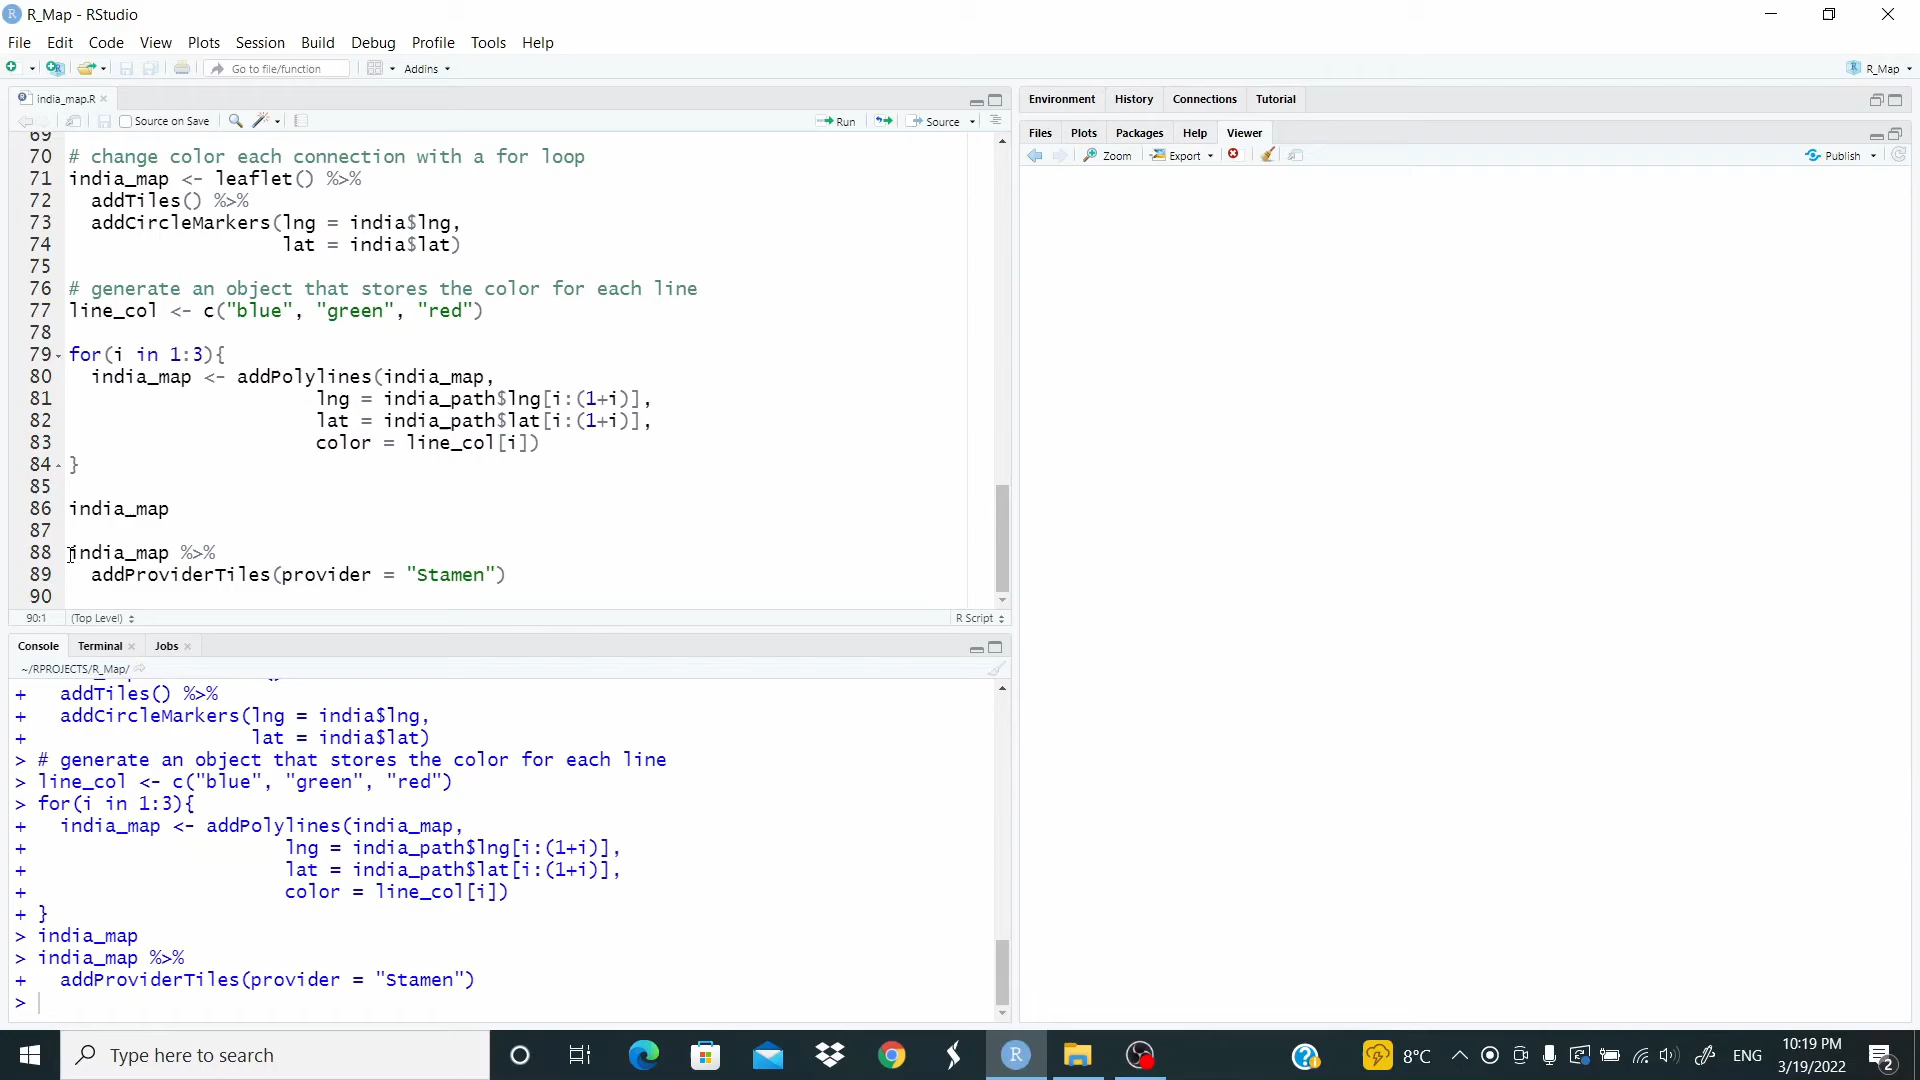 R_Map - RStudio
File Edit Code View Plots Session Build Debug Profile Tools Help
Go to file/function Addins R_Map
india_map.R
Source on Save Run Source
69
70 # change color each connection with a for loop
71 india_map <- leaflet() %>%
72 addTiles() %>%
73 addCircleMarkers(lng = india$lng,
74 lat = india$lat)
75
76 # generate an object that stores the color for each line
77 line_col <- c("blue", "green", "red")
78
79 for(i in 1:3){
80 india_map <- addPolylines(india_map,
81 lng = india_path$lng[i:(1+i)],
82 lat = india_path$lat[i:(1+i)],
83 color = line_col[i])
84 }
85
86 india_map
87
88 india_map %>%
89 addProviderTiles(provider = "Stamen")
90
90:1 (Top Level) R Script
Console Terminal Jobs
~/RPROJECTS/R_Map/
+ addTiles() %>%
+ addCircleMarkers(lng = india$lng,
+ lat = india$lat)
> # generate an object that stores the color for each line
> line_col <- c("blue", "green", "red")
> for(i in 1:3){
+ india_map <- addPolylines(india_map,
+ lng = india_path$lng[i:(1+i)],
+ lat = india_path$lat[i:(1+i)],
+ color = line_col[i])
+ }
> india_map
> india_map %>%
+ addProviderTiles(provider = "Stamen")
>
Environment History Connections Tutorial
Files Plots Packages Help Viewer
Zoom Export Publish
Type here to search
8°C ENG
10:19 PM
3/19/2022
2